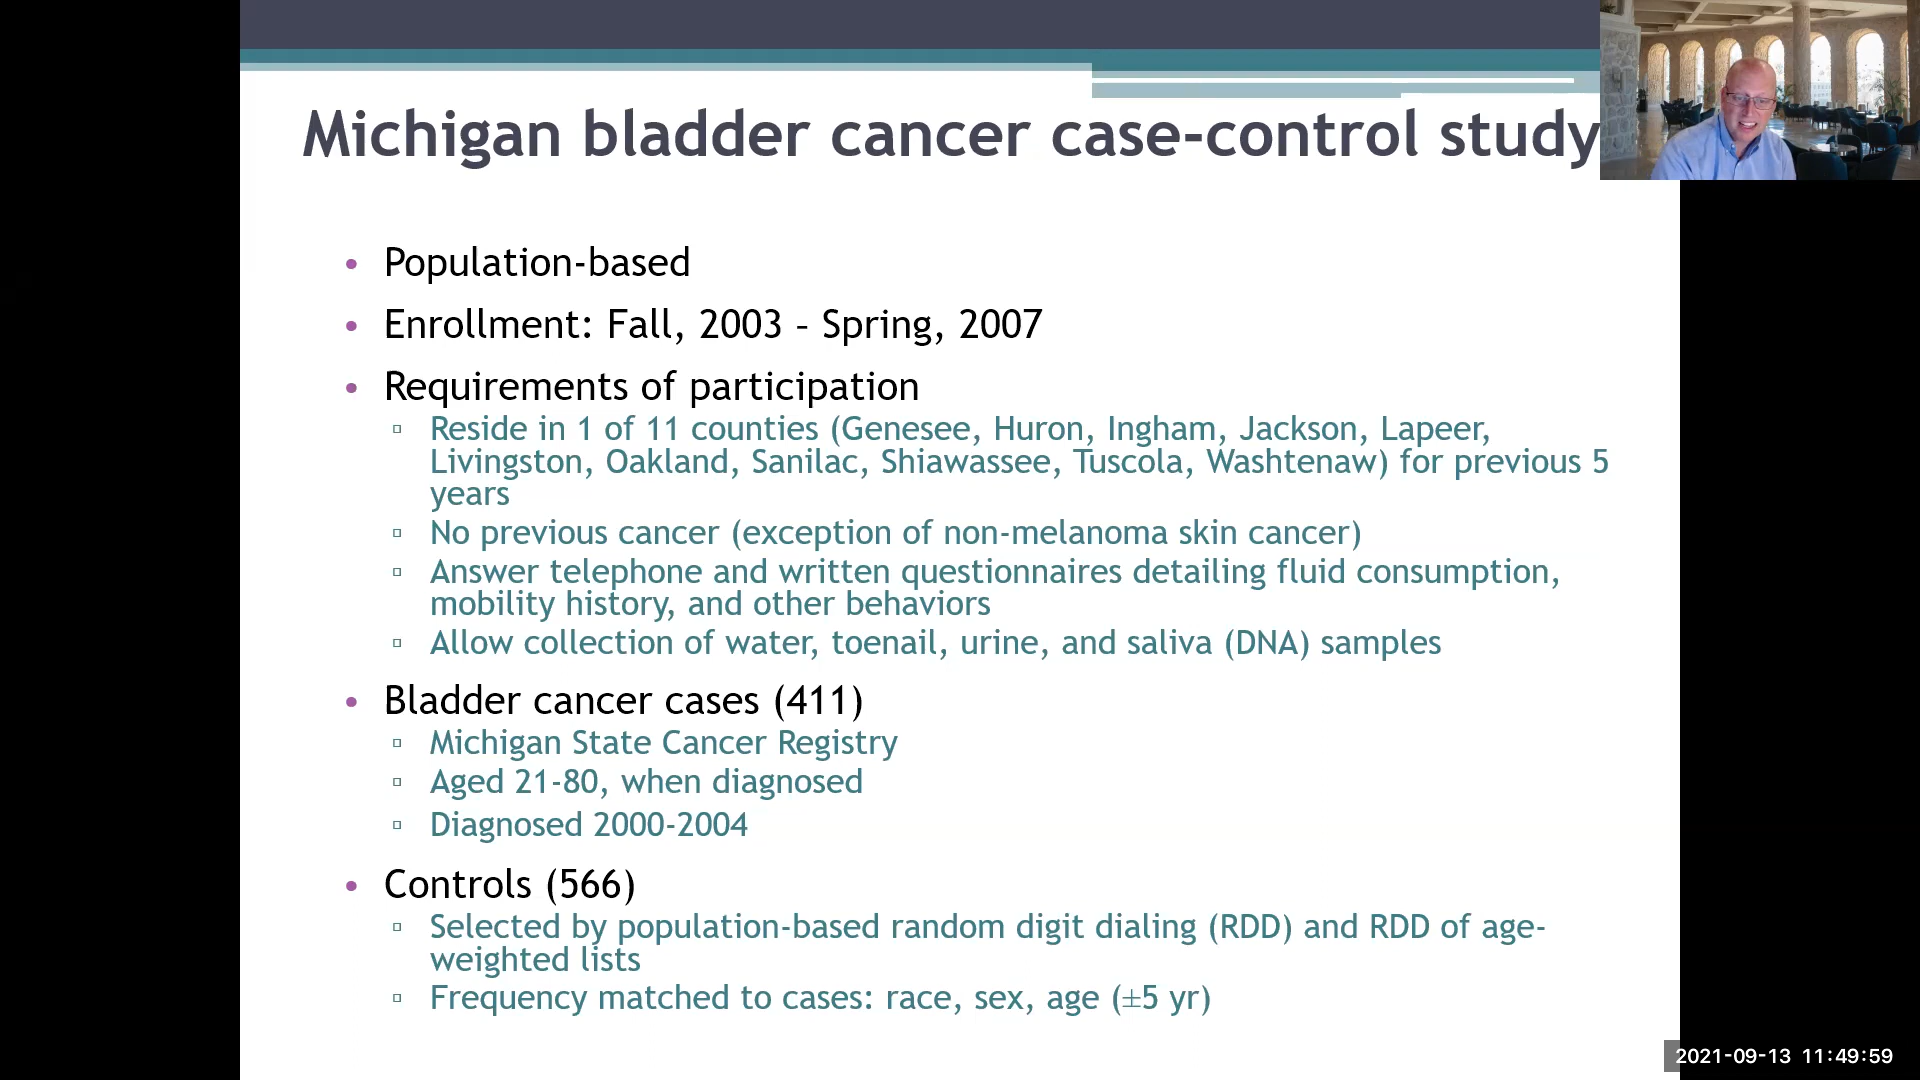 Michigan bladder cancer case-control study
• Population-based
• Enrollment: Fall, 2003 – Spring, 2007
• Requirements of participation
▫ Reside in 1 of 11 counties (Genesee, Huron, Ingham, Jackson, Lapeer,
Livingston, Oakland, Sanilac, Shiawassee, Tuscola, Washtenaw) for previous 5
years
▫ No previous cancer (exception of non-melanoma skin cancer)
▫ Answer telephone and written questionnaires detailing fluid consumption,
mobility history, and other behaviors
▫ Allow collection of water, toenail, urine, and saliva (DNA) samples
• Bladder cancer cases (411)
▫ Michigan State Cancer Registry
▫ Aged 21-80, when diagnosed
▫ Diagnosed 2000-2004
• Controls (566)
▫ Selected by population-based random digit dialing (RDD) and RDD of age-
weighted lists
▫ Frequency matched to cases: race, sex, age (±5 yr)
2021-09-13 11:49:59